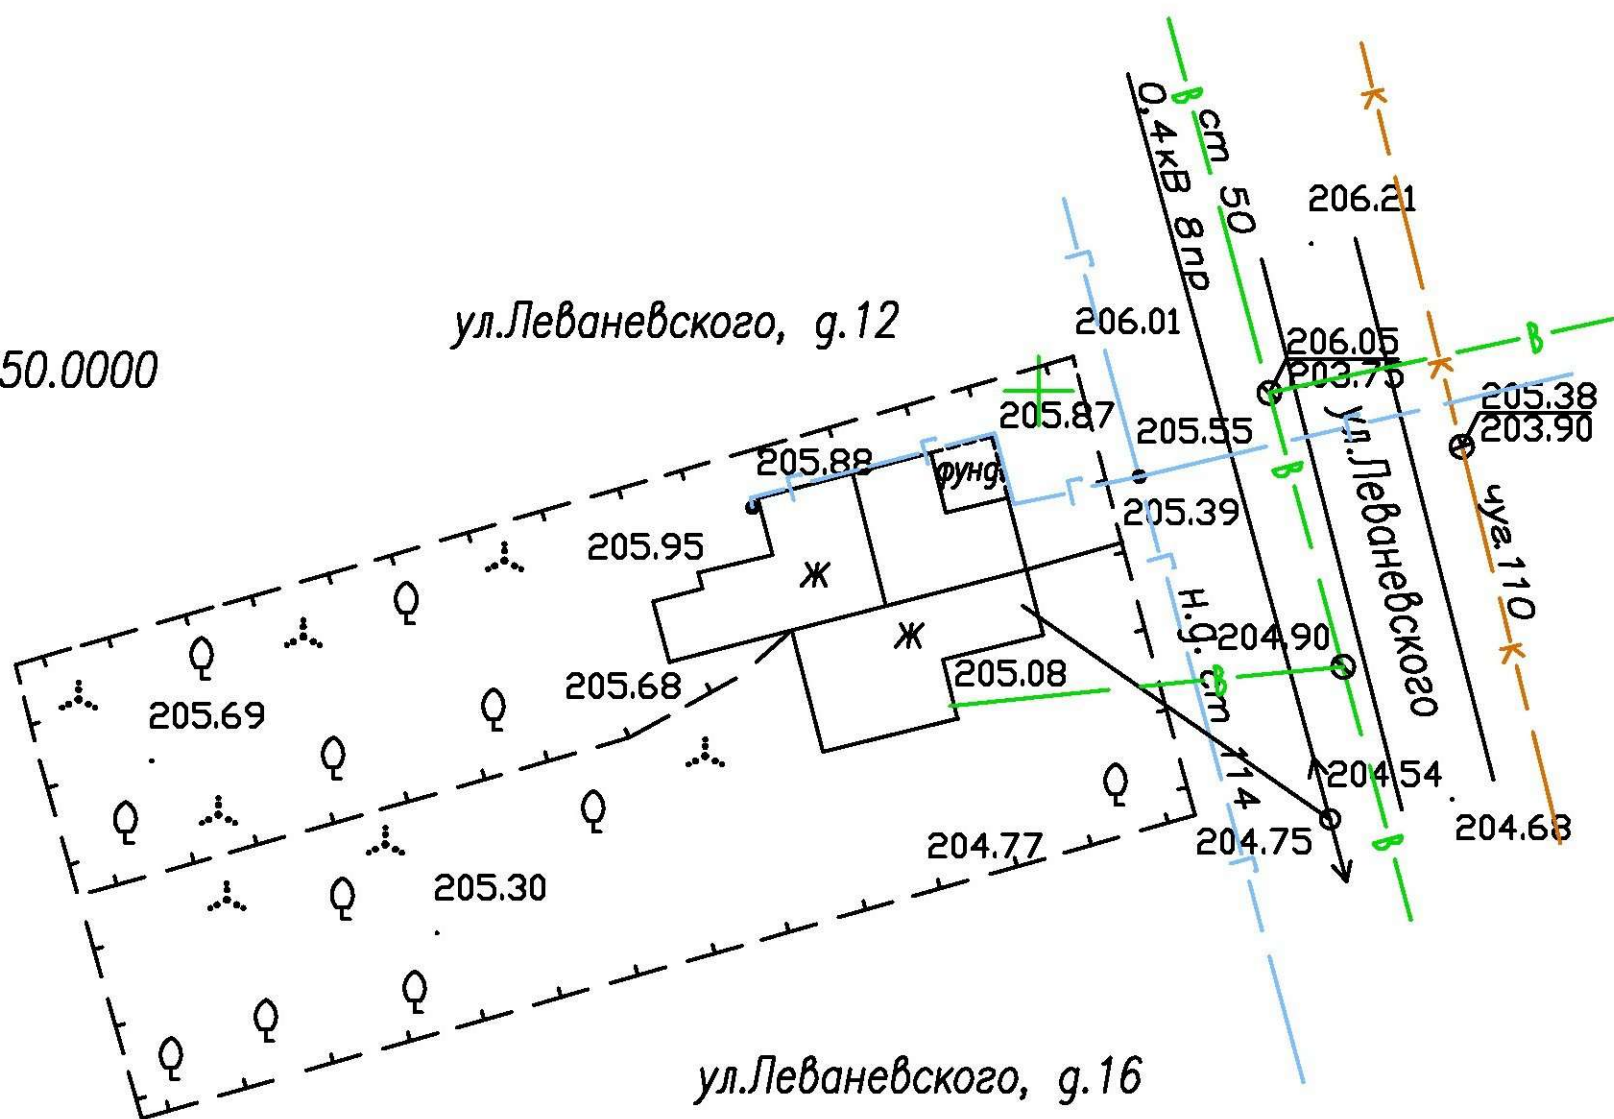 0,4кВ 8пр
ст 50
206.21
ул.Леваневского, д.12
206.01
50.0000
206.05
203.75
205.38
203.90
205.87
205.55
205.88
фунд.
205.39
ул.Леваневского
чуг.110
205.95
Ж
Ж
н.д. ст 114
204.90
205.68
205.08
205.69
204.54
204.68
204.77
204.75
205.30
ул.Леваневского, д.16
В
В
В
В
В
К
К
К
Г
Г
Г
Г
Г
Г
Г